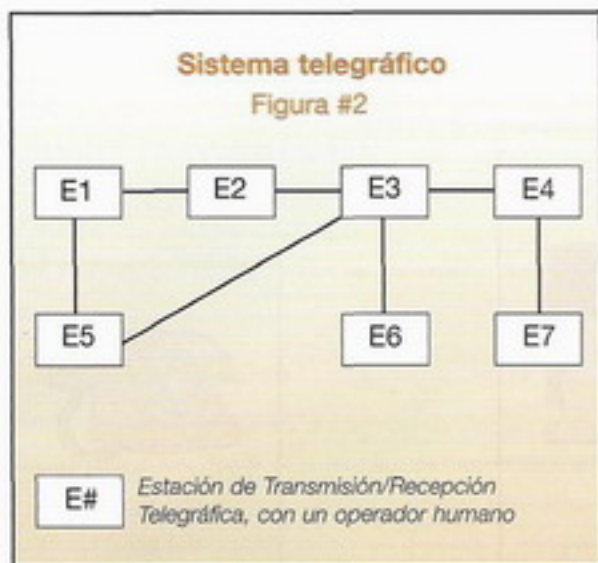 Sistema telegráfico
Figura #2
E1 E2 E3 E4
E5 E6 E7
E# Estación de Transmisión/Recepción
Telegráfica, con un operador humano